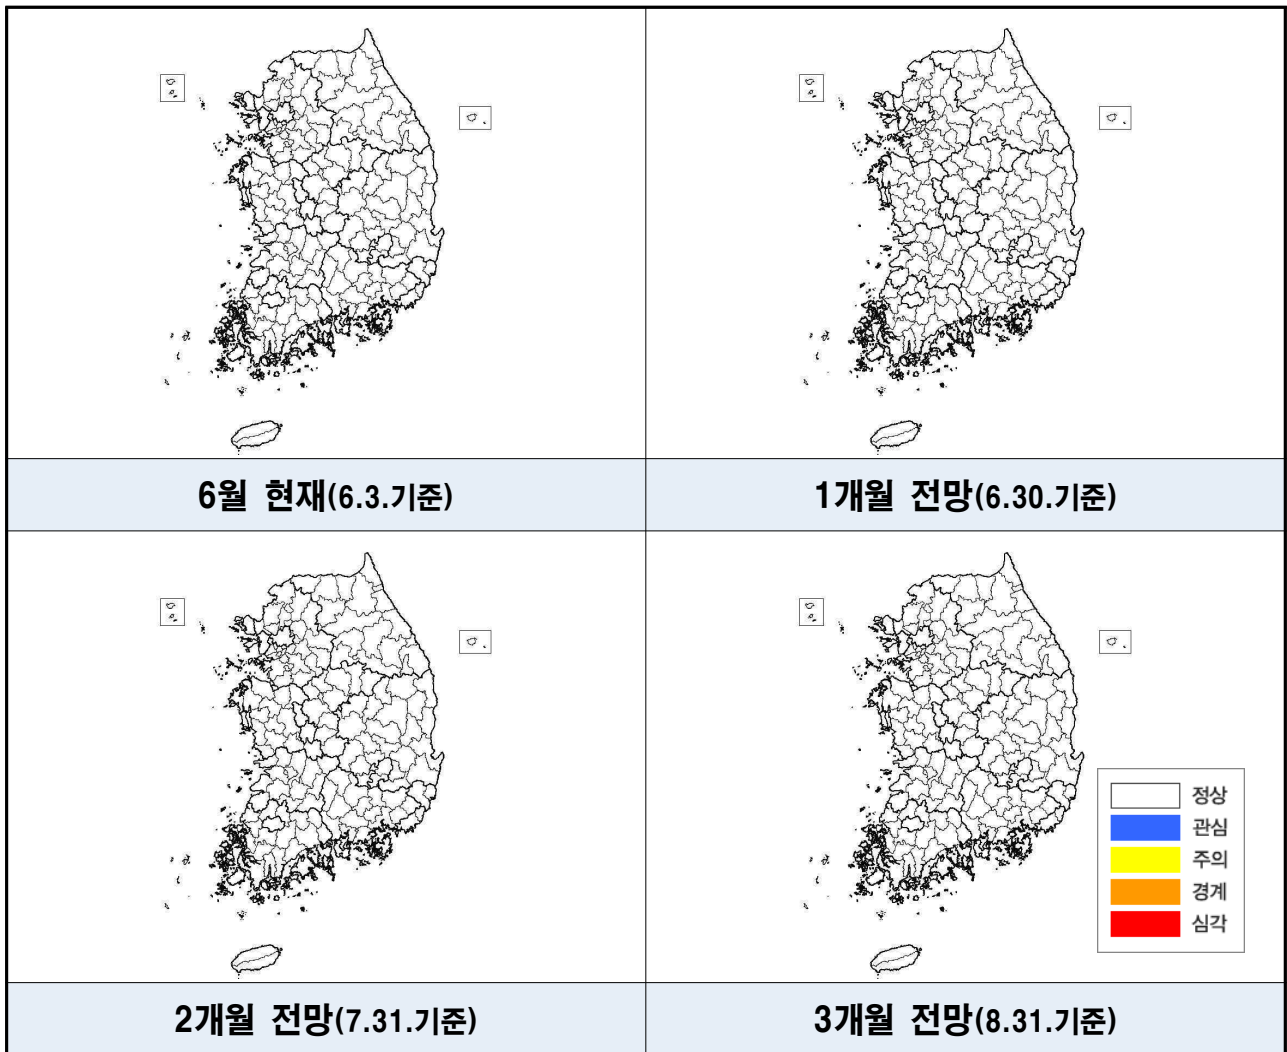 6월 현재(6.3.기준)
1개월 전망(6.30.기준)
정상
관심
주의
경계
심각
2개월 전망(7.31.기준)
3개월 전망(8.31.기준)